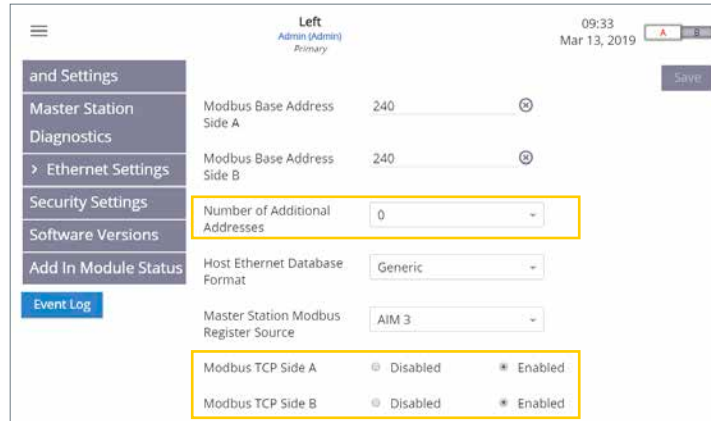 Left
Admin (Admin)
Primary
09:33
Mar 13, 2019
A
B
and Settings
Master Station
Diagnostics
> Ethernet Settings
Security Settings
Software Versions
Add In Module Status
Event Log
Save
Modbus Base Address
Side A
240
Modbus Base Address
Side B
240
Number of Additional
Addresses
0
Host Ethernet Database
Format
Generic
Master Station Modbus
Register Source
AIM 3
Modbus TCP Side A
Disabled
Enabled
Modbus TCP Side B
Disabled
Enabled